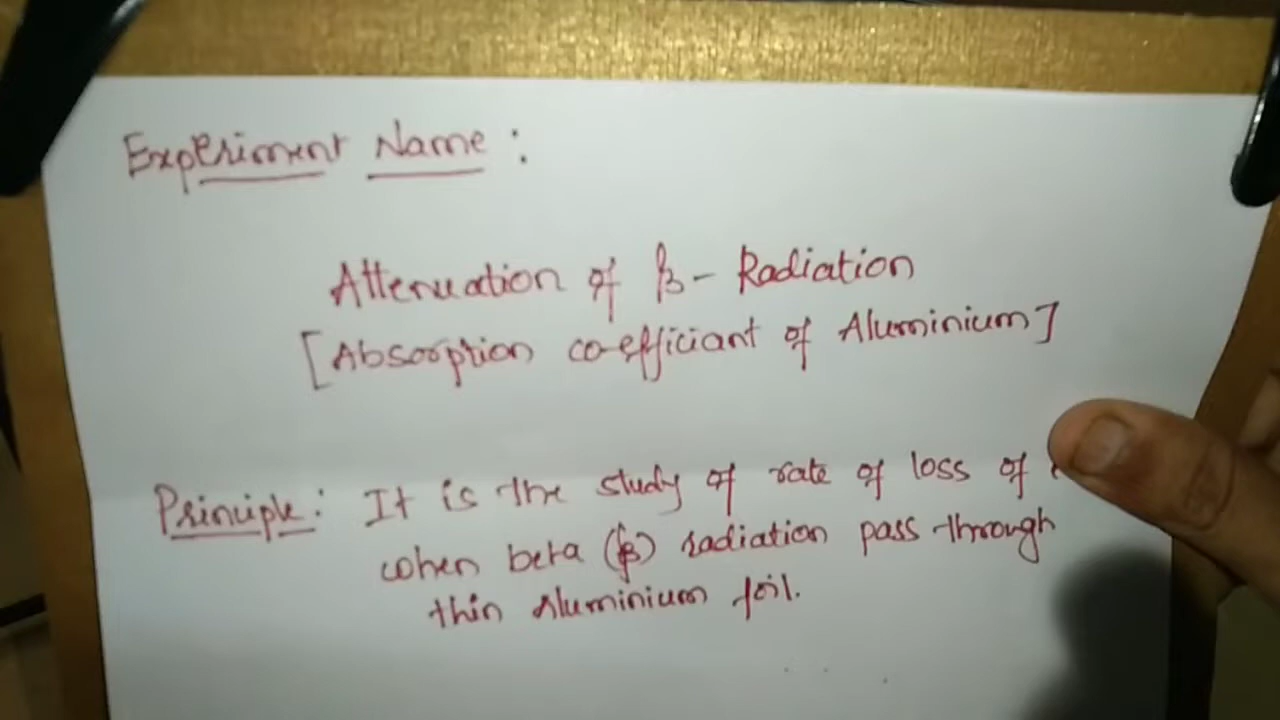 Experiment Name:
Attenuation of β- Radiation
[Absorption co-efficiant of Aluminium]
Principle: It is the study of rate of loss of
when beta (β) radiation pass through
thin Aluminium foil.